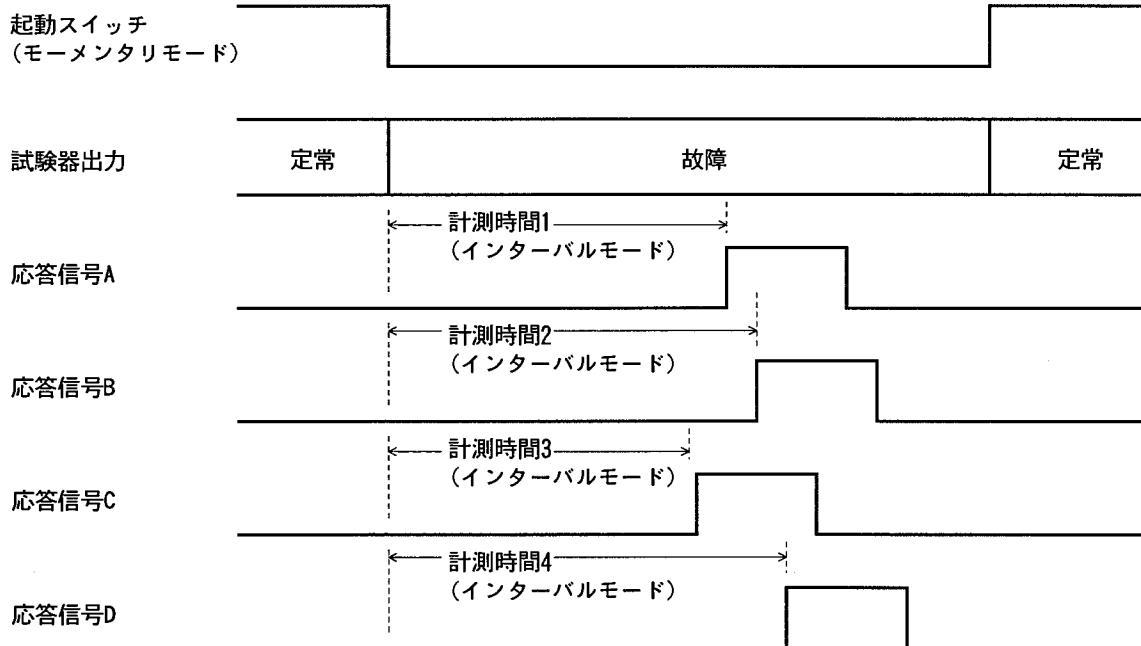 起動スイッチ
(モーメンタリモード)
試験器出力
定常
故障
定常
計測時間1
(インターバルモード)
応答信号A
計測時間2
(インターバルモード)
応答信号B
計測時間3
(インターバルモード)
応答信号C
計測時間4
(インターバルモード)
応答信号D